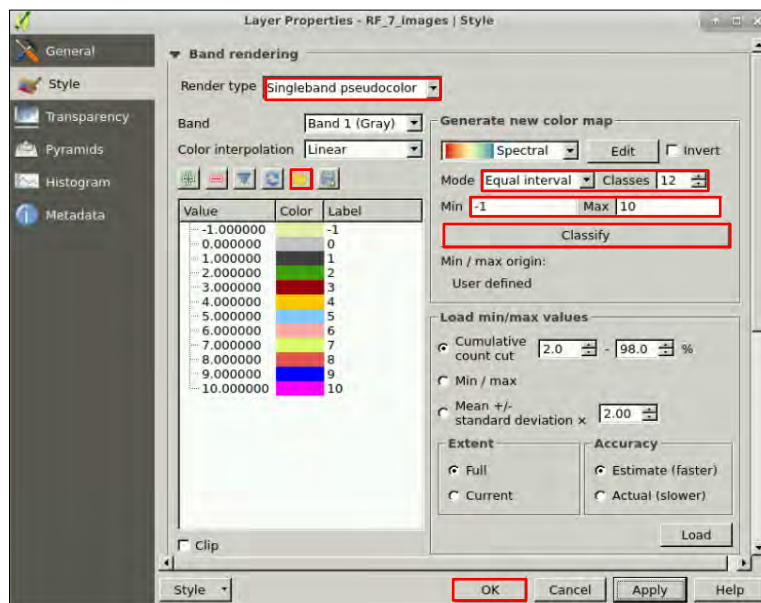 Layer Properties - RF_7_images | Style
General
Style
Transparency
Pyramids
Histogram
Metadata
Band rendering
Render type Singleband pseudocolor
Band Band 1 (Gray)
Color interpolation Linear
Value Color Label
-1.000000 -1
0.000000 0
1.000000 1
2.000000 2
3.000000 3
4.000000 4
5.000000 5
6.000000 6
7.000000 7
8.000000 8
9.000000 9
10.000000 10
Clip
Generate new color map
Spectral Edit Invert
Mode Equal interval Classes 12
Min -1 Max 10
Classify
Min / max origin:
User defined
Load min/max values
Cumulative
count cut 2.0 - 98.0 %
Min / max
Mean +/-
standard deviation × 2.00
Extent
Full
Current
Accuracy
Estimate (faster)
Actual (slower)
Load
Style OK Cancel Apply Help